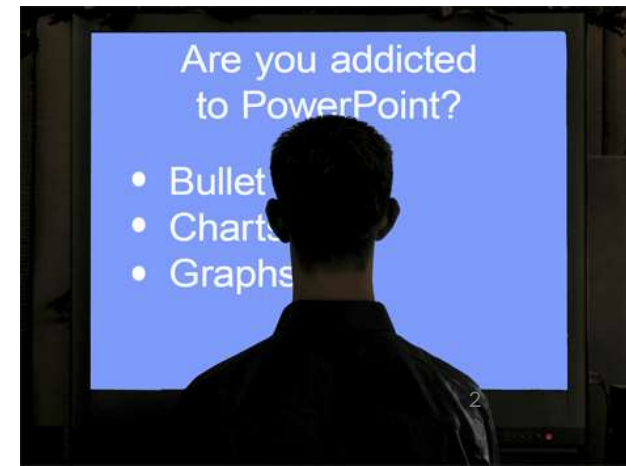 Are you addicted
to PowerPoint?
• Bullet
• Charts
• Graphs
2